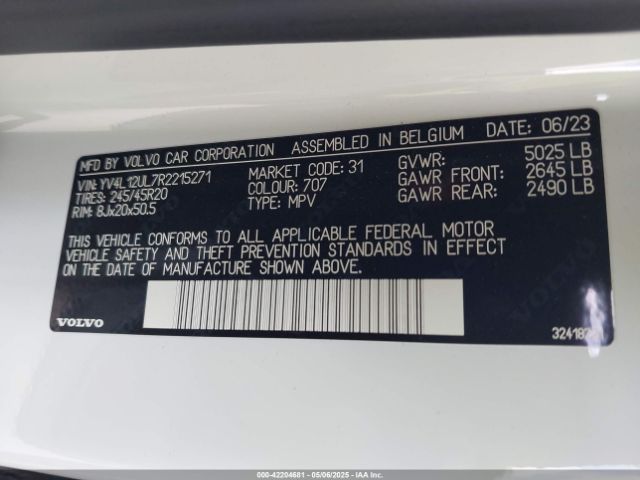 MFD BY VOLVO CAR CORPORATION ASSEMBLED IN BELGIUM DATE: 06/23
VIN: YV4L12UL7R2215271 MARKET CODE: 31 GVWR: 5025 LB
TIRES: 245/45R20 COLOUR: 707 GAWR FRONT: 2645 LB
RIM: 8Jx20x50.5 TYPE: MPV GAWR REAR: 2490 LB
THIS VEHICLE CONFORMS TO ALL APPLICABLE FEDERAL MOTOR
VEHICLE SAFETY AND THEFT PREVENTION STANDARDS IN EFFECT
ON THE DATE OF MANUFACTURE SHOWN ABOVE.
VOLVO
000-42204681 - 05/06/2025 - IAAI.COM